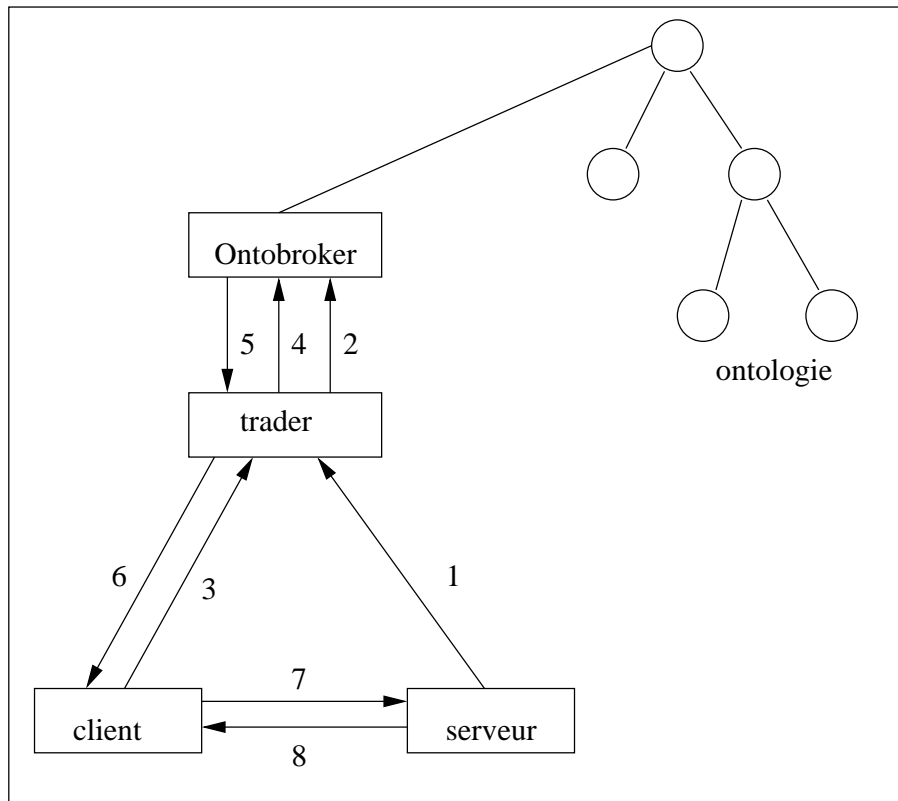 Ontobroker
5 4 2
ontologie
trader
6 3 1
7
client serveur
8